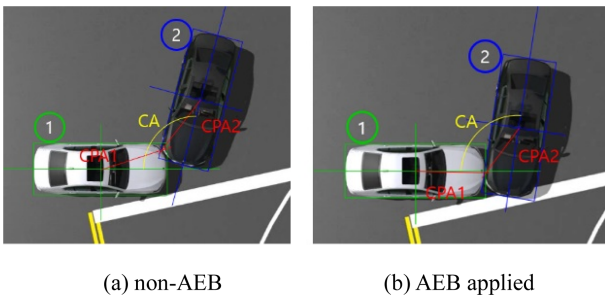 2
CA
1
CPA2
CPA1
2
CA
1
CPA2
CPA1
(a) non-AEB
(b) AEB applied